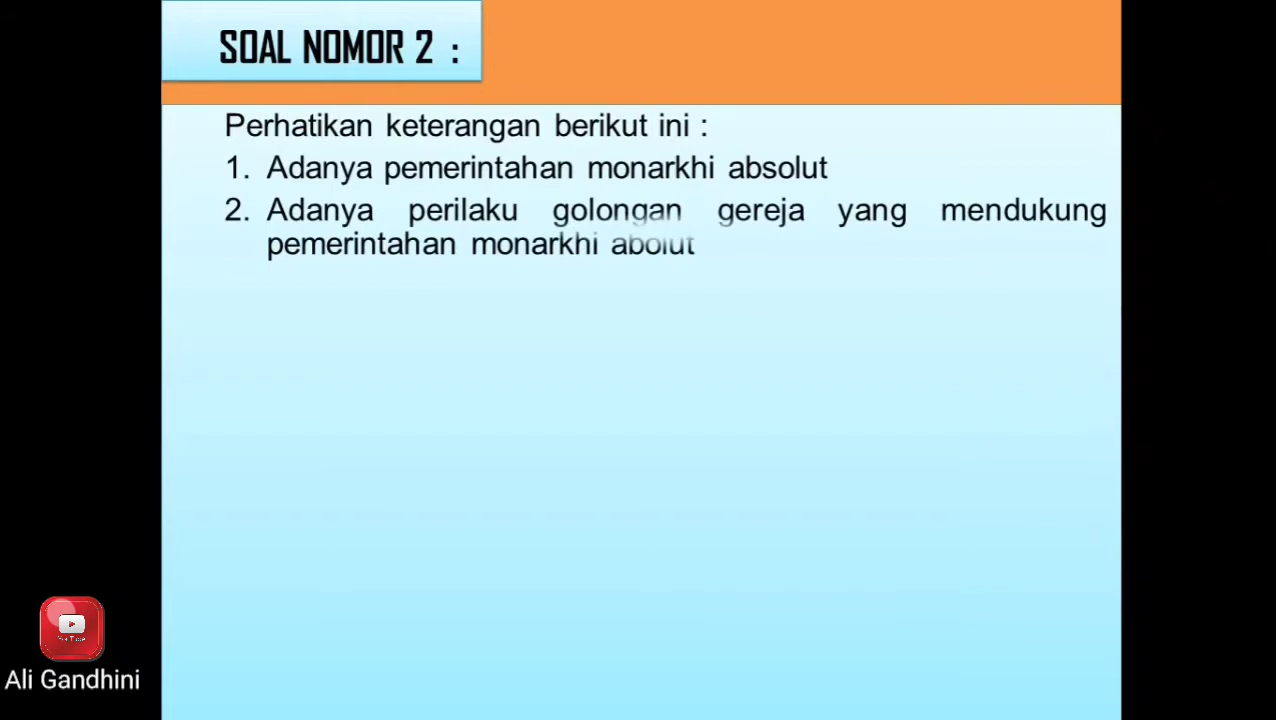 SOAL NOMOR 2 :
Perhatikan keterangan berikut ini :
1. Adanya pemerintahan monarkhi absolut
2. Adanya perilaku golongan gereja yang mendukung
pemerintahan monarkhi abolut
YouTube
Ali Gandhini